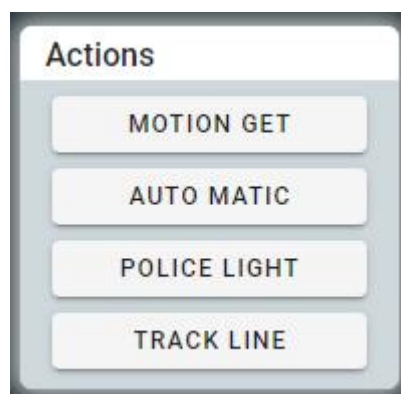 Actions
MOTION GET
AUTO MATIC
POLICE LIGHT
TRACK LINE